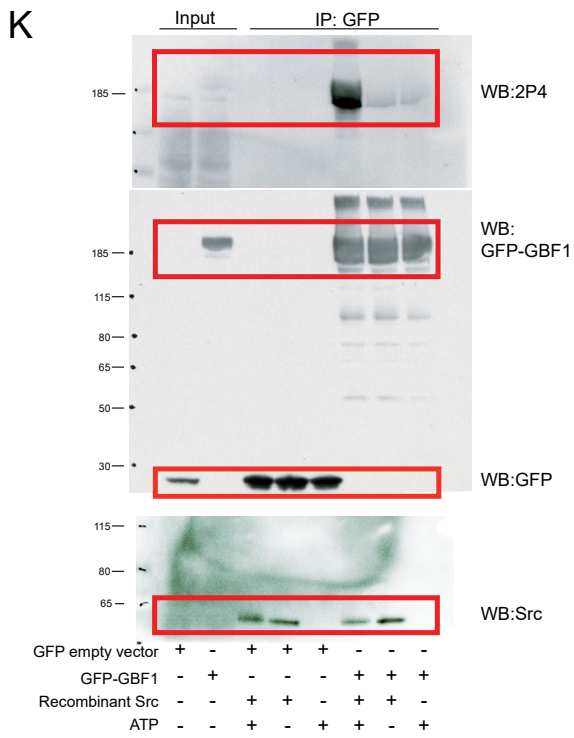 K
Input IP: GFP
185 WB:2P4
WB:
GFP-GBF1
185
115
80
65
50
30
WB:GFP
115
80
65
WB:Src
GFP empty vector + - + + + - - -
GFP-GBF1 - + - - - + + +
Recombinant Src - - + + - + + -
ATP - - + - + + - +